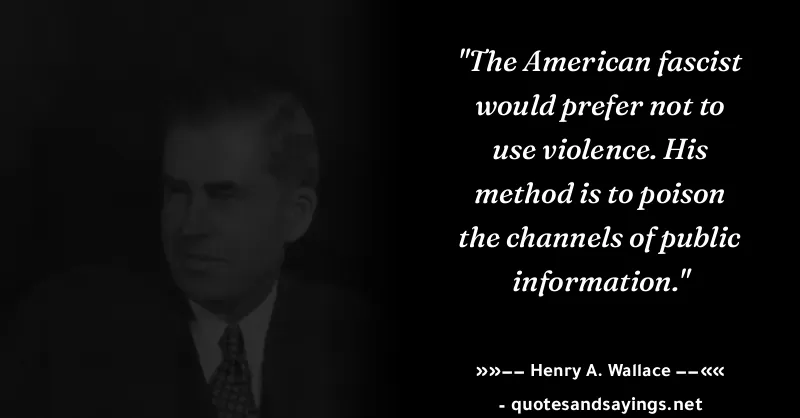 "The American fascist
would prefer not to
use violence. His
method is to poison
the channels of public
information."
»»−− Henry A. Wallace −−««
- quotesandsayings.net